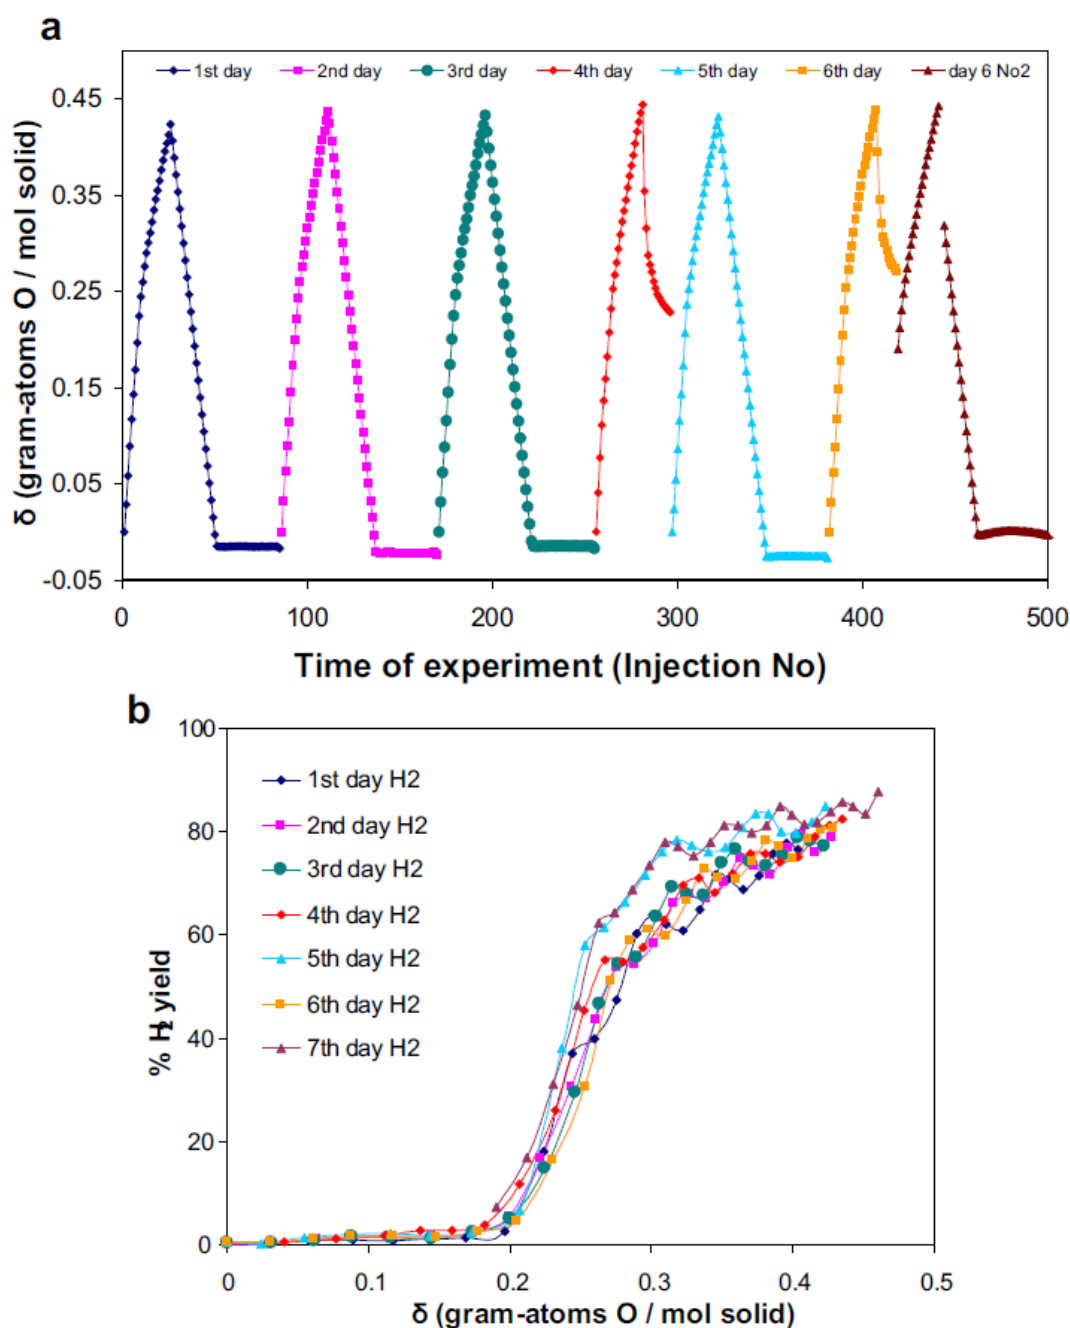 a
1st day 2nd day 3rd day 4th day 5th day 6th day day 6 No2
δ (gram-atoms O / mol solid)
0.45
0.35
0.25
0.15
0.05
-0.05
0 100 200 300 400 500
Time of experiment (Injection No)
b
% H2 yield
100
80
60
40
20
0
1st day H2
2nd day H2
3rd day H2
4th day H2
5th day H2
6th day H2
7th day H2
0 0.1 0.2 0.3 0.4 0.5
δ (gram-atoms O / mol solid)